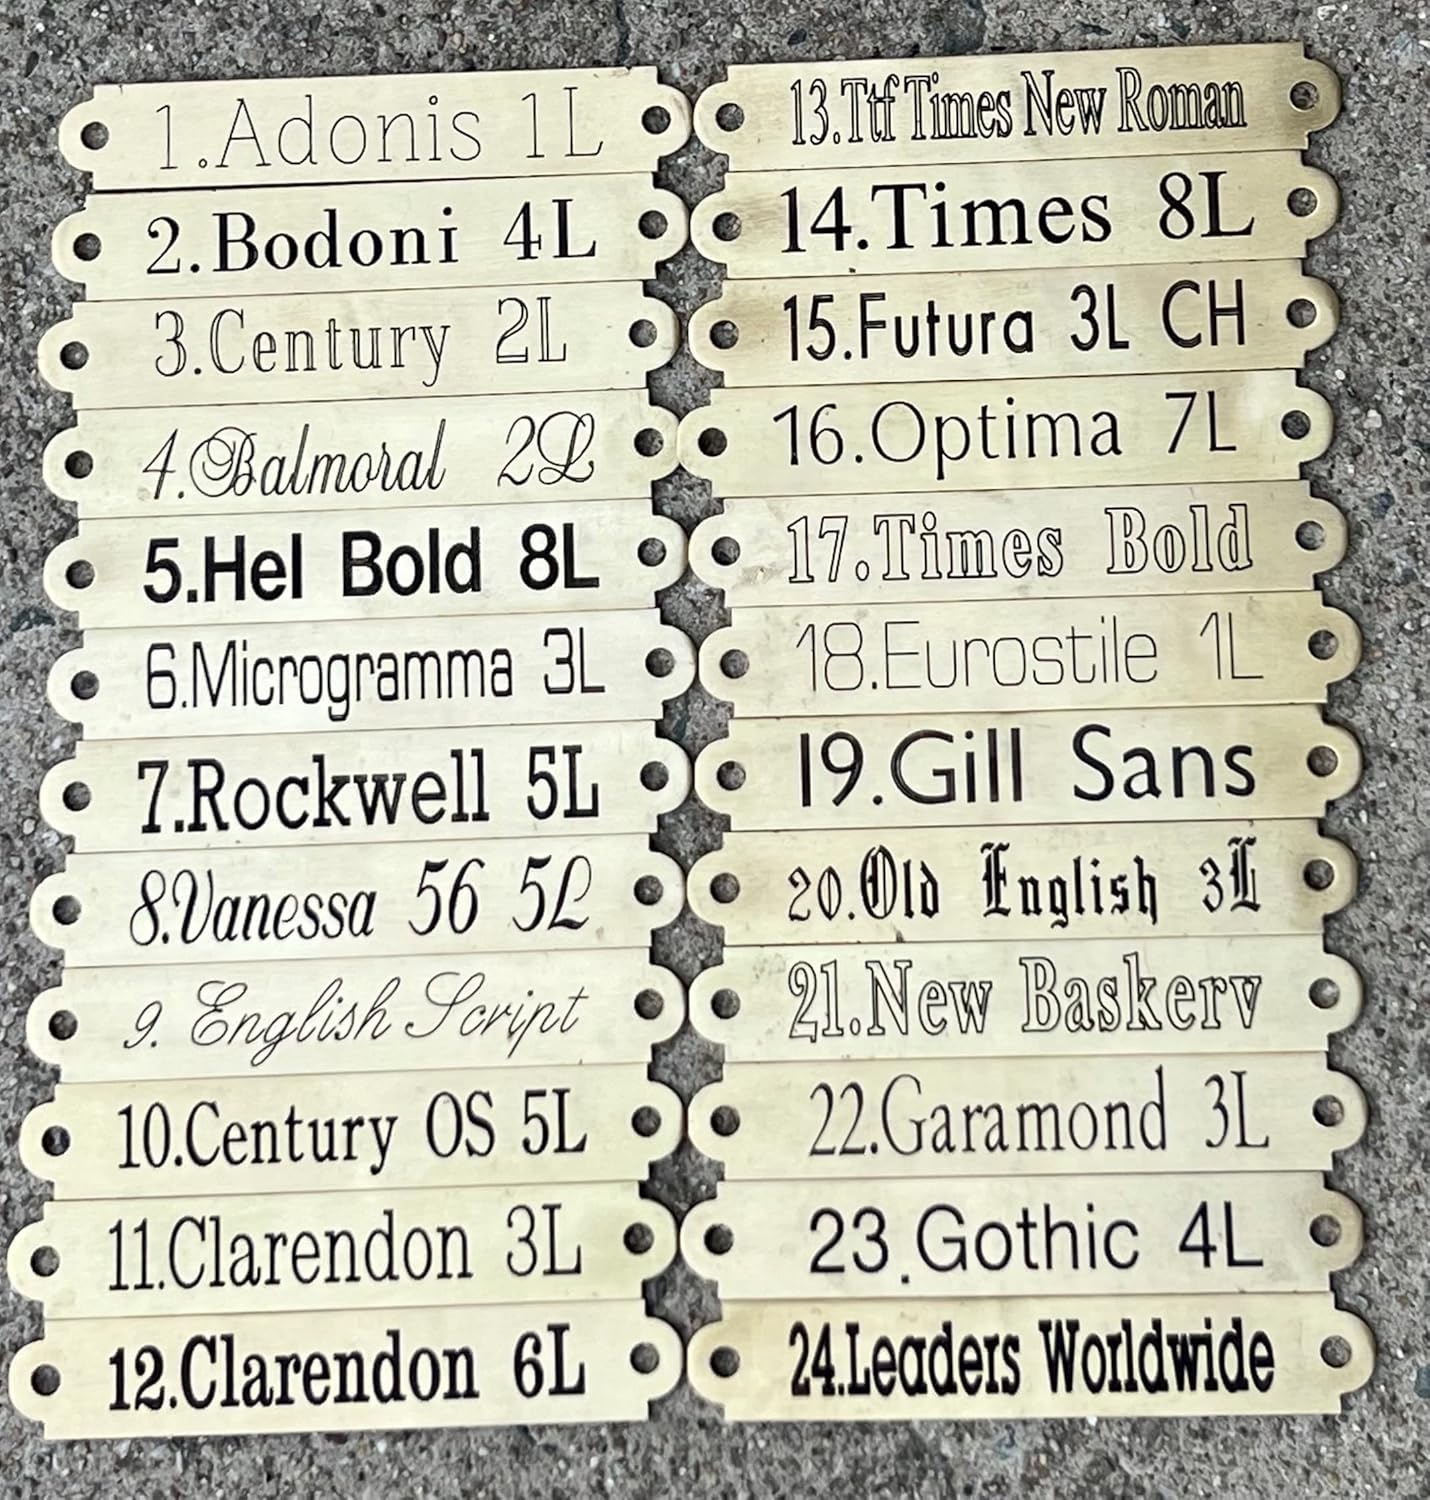 1.Adonis 1L
2.Bodoni 4L
3.Century 2L
4.Balmoral 2L
5.Hel Bold 8L
6.Microgramma 3L
7.Rockwell 5L
8.Vanessa 56 5L
9. English Script
10.Century OS 5L
11.Clarendon 3L
12.Clarendon 6L
13.Ttf Times New Roman
14.Times 8L
15.Futura 3L CH
16.Optima 7L
17.Times Bold
18.Eurostile 1L
19.Gill Sans
20.Old English 3L
21.New Baskerv
22.Garamond 3L
23.Gothic 4L
24.Leaders Worldwide